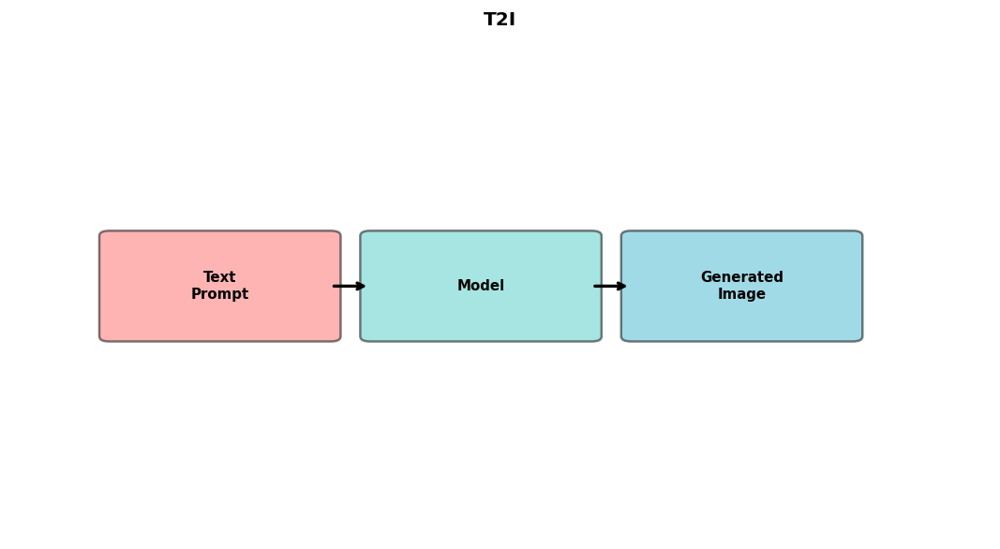 T2I
Text
Prompt
Model
Generated
Image